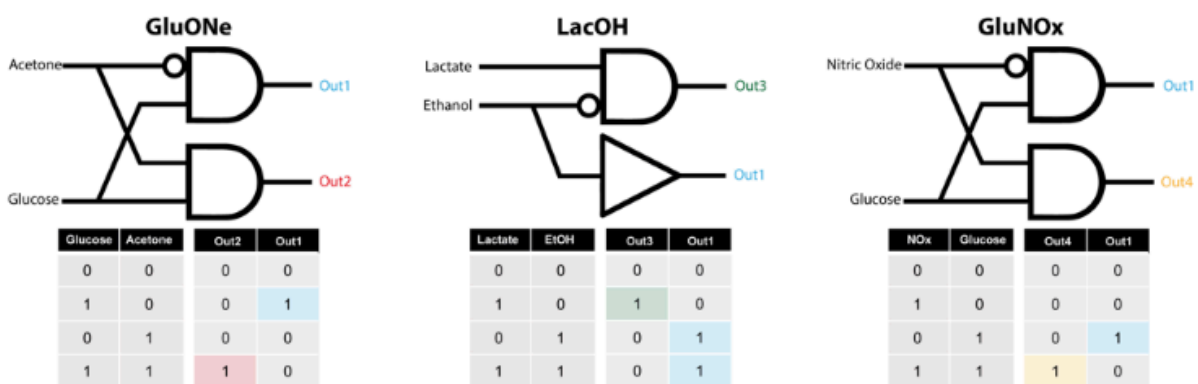 GluONe
LacOH
GluNOx
Acetone
Out1
Glucose
Out2
Lactate
Ethanol
Out3
Out1
Nitric Oxide
Out1
Glucose
Out4
Glucose Acetone Out2 Out1
0 0 0 0
1 0 0 1
0 1 0 0
1 1 1 0
Lactate EtOH Out3 Out1
0 0 0 0
1 0 1 0
0 1 0 1
1 1 0 1
NOx Glucose Out4 Out1
0 0 0 0
1 0 0 0
0 1 0 1
1 1 1 0